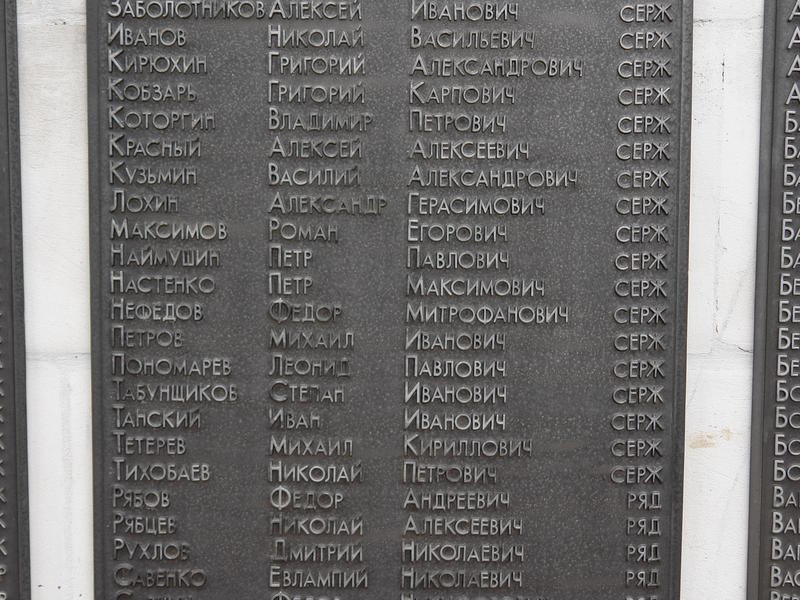 Заболотников Алексей Иванович серж
Иванов Николай Васильевич серж
Кирюхин Григорий Александрович серж
Кобзарь Григорий Карпович серж
Которгин Владимир Петрович серж
Красный Алексей Алексеевич серж
Кузьмин Василий Александрович серж
Лохин Александр Герасимович серж
Максимов Роман Егорович серж
Наймушин Петр Павлович серж
Настенко Петр Максимович серж
Нефедов Федор Митрофанович серж
Петров Михаил Иванович серж
Пономарев Леонид Павлович серж
Табунщиков Степан Иванович серж
Танский Иван Иванович серж
Тетерев Михаил Кириллович серж
Тихобаев Николай Петрович серж
Рябов Федор Андреевич ряд
Рябцев Николай Алексеевич ряд
Рухлов Дмитрий Николаевич ряд
Савенко Евлампий Николаевич ряд